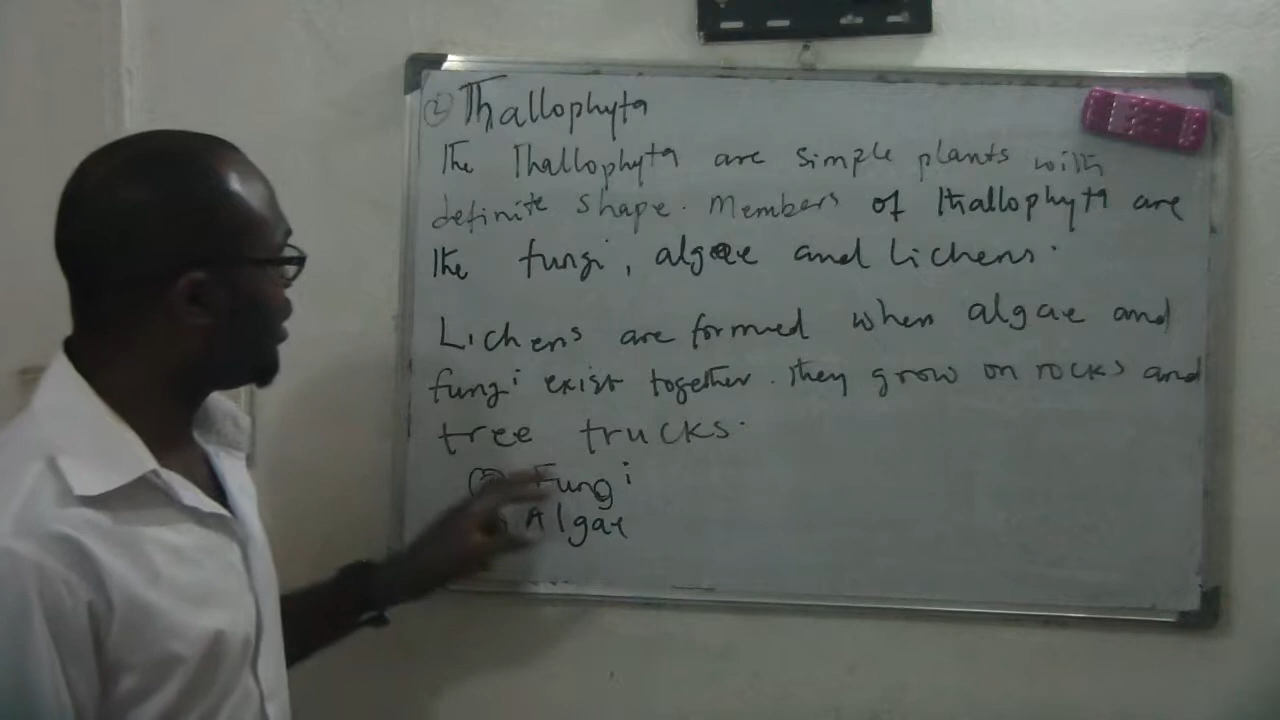 ① Thallophyta
The Thallophyta are simple plants with
definite shape. Members of Thallophyta are
the fungi, algae and Lichens.
Lichens are formed when algae and
fungi exist together. They grow on rocks and
tree trucks.
Fungi
Algae